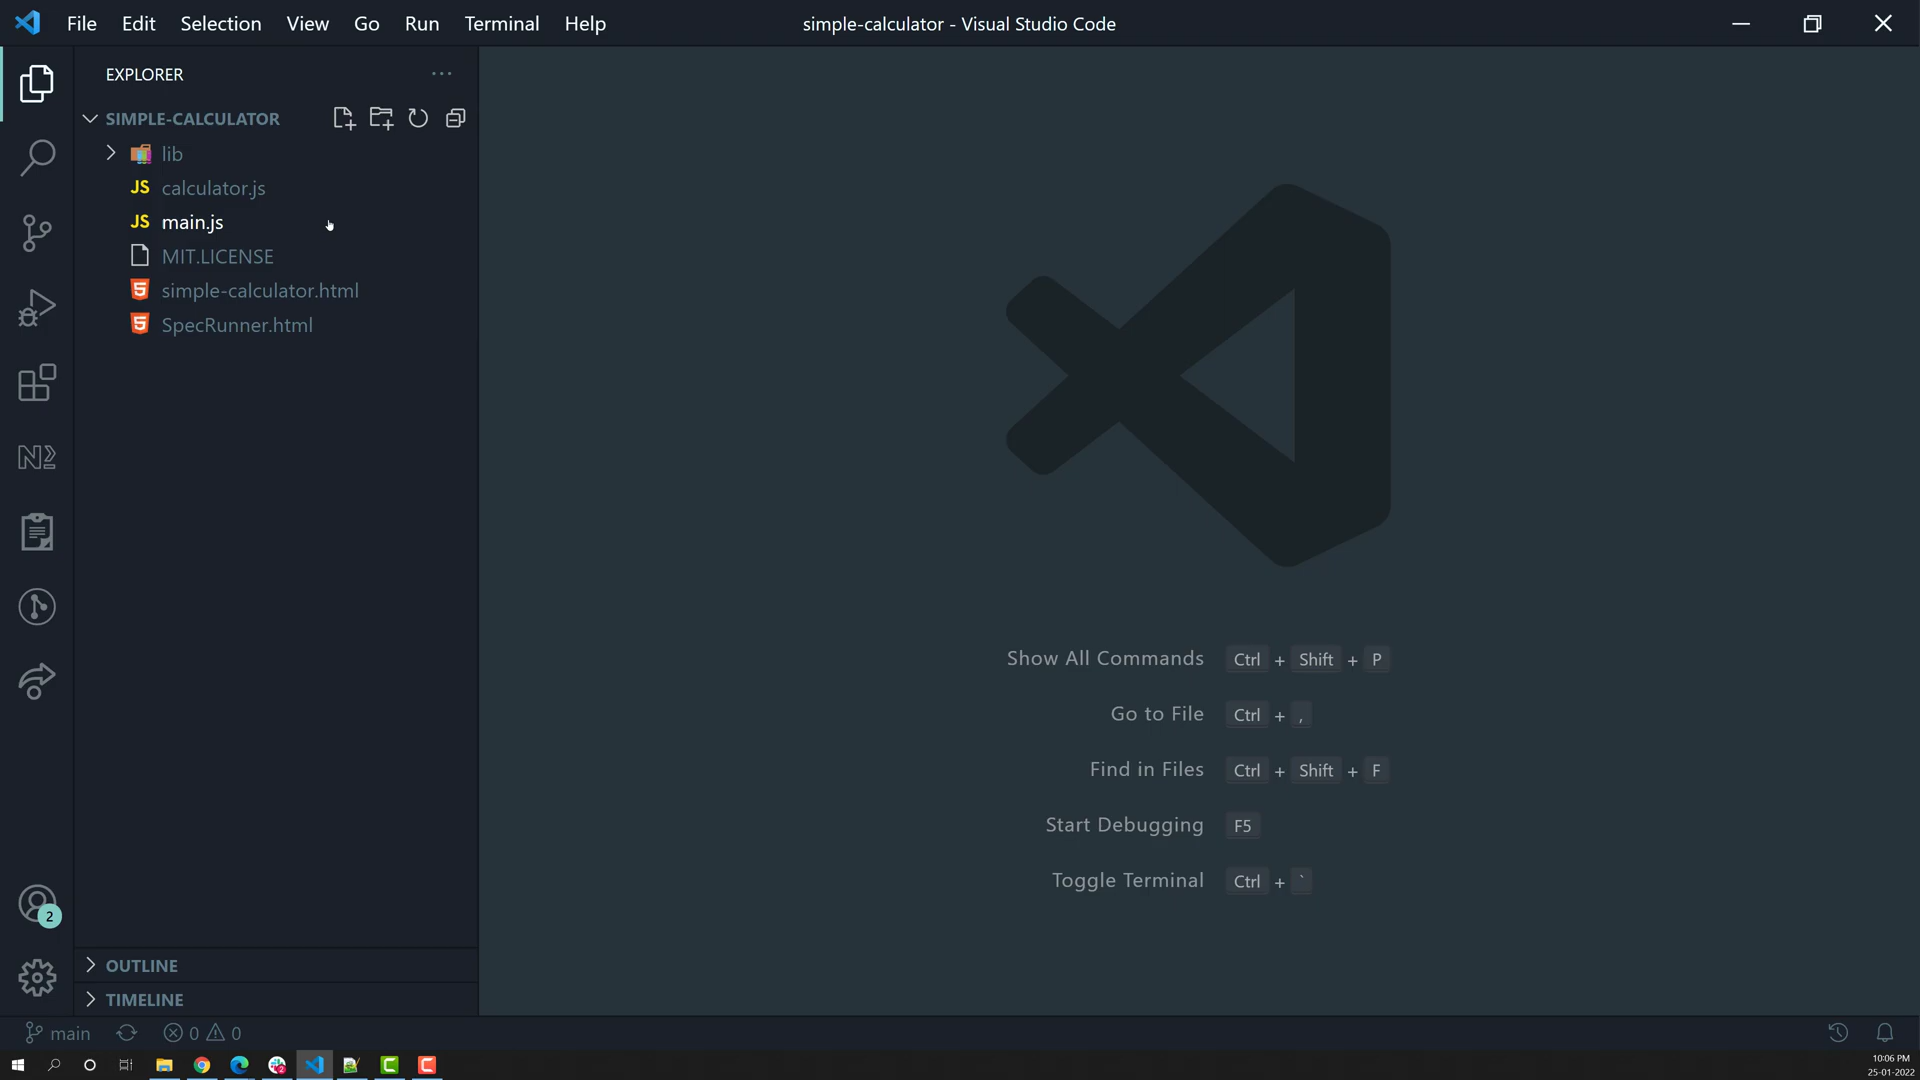 File Edit Selection View Go Run Terminal Help simple-calculator - Visual Studio Code
EXPLORER
SIMPLE-CALCULATOR
lib
JS calculator.js
JS main.js
MIT.LICENSE
5 simple-calculator.html
5 SpecRunner.html
Show All Commands Ctrl + Shift + P
Go to File Ctrl + ,
Find in Files Ctrl + Shift + F
Start Debugging F5
Toggle Terminal Ctrl + `
2
OUTLINE
TIMELINE
main 0 0
10:06 PM
25-01-2022